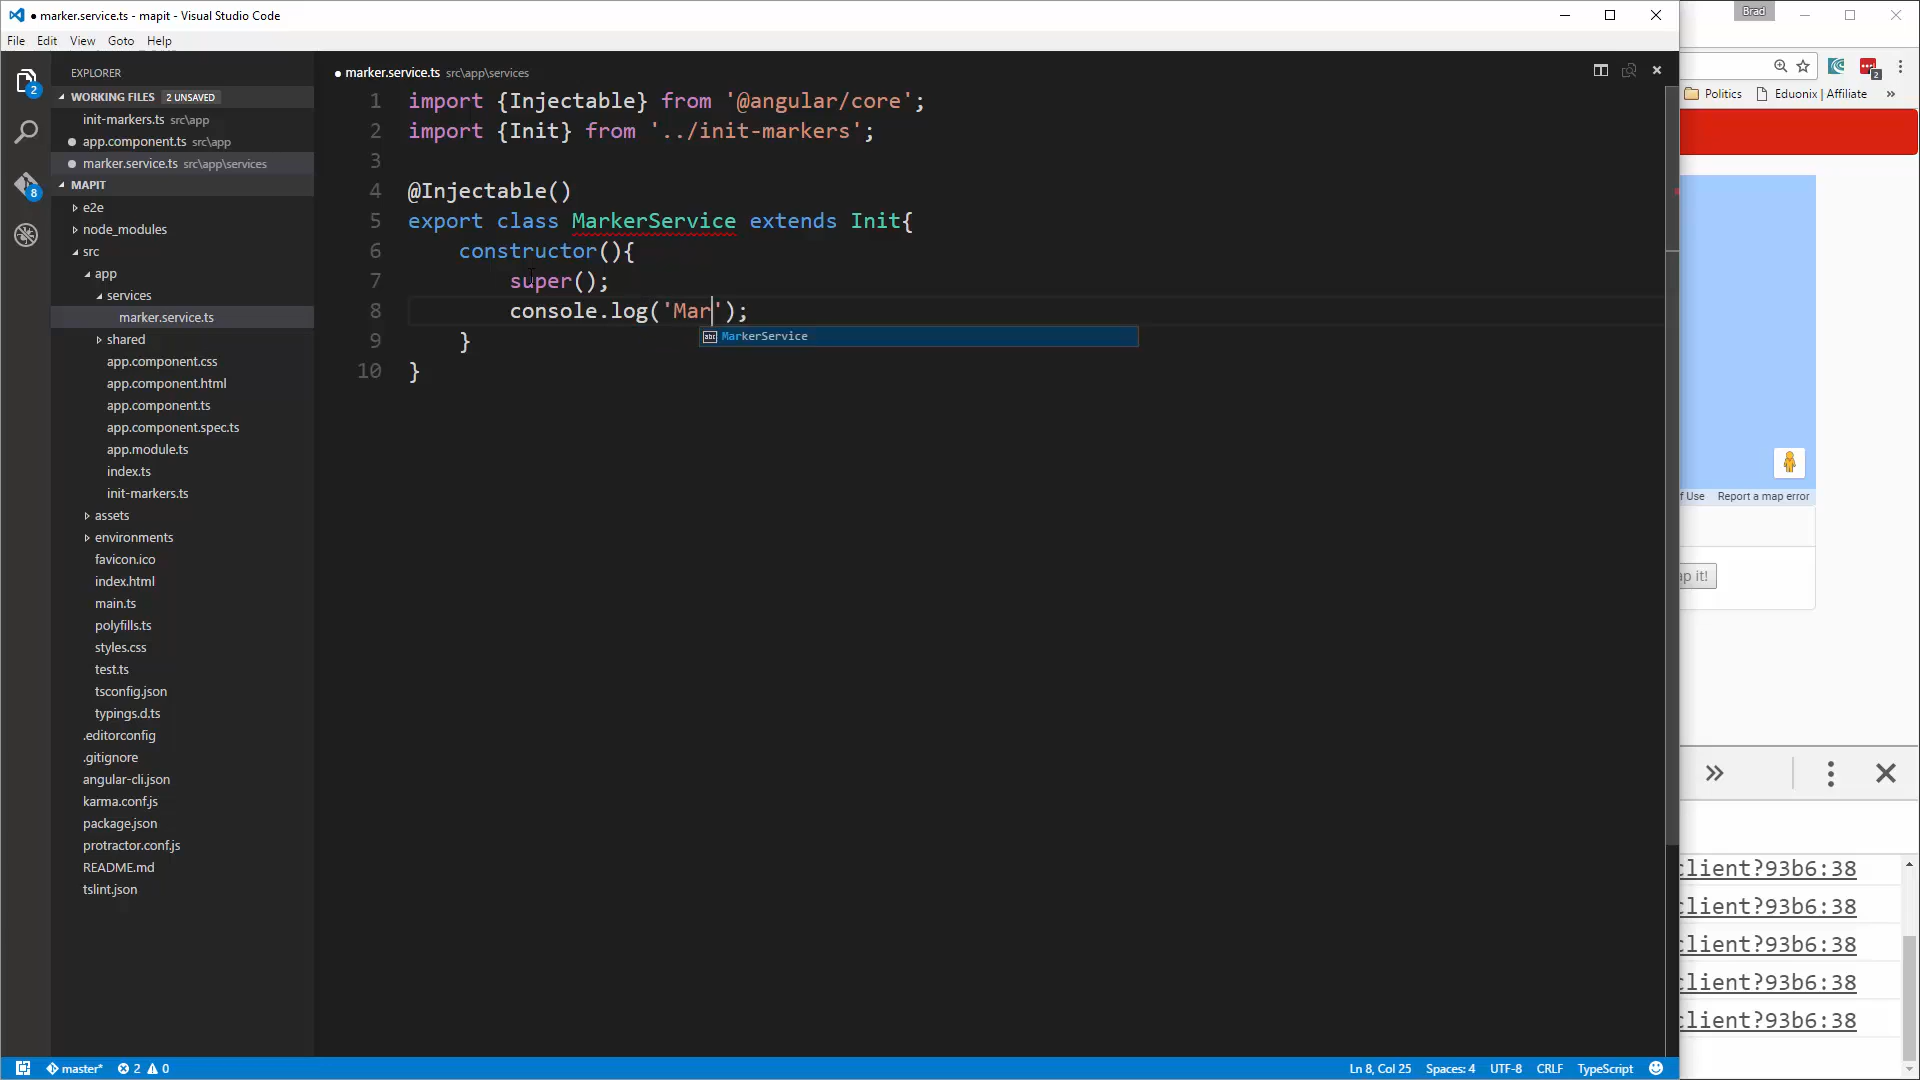 ● marker.service.ts - mapit - Visual Studio Code
Brad
File Edit View Goto Help
EXPLORER
WORKING FILES 2 UNSAVED
init-markers.ts src\app
app.component.ts src\app
marker.service.ts src\app\services
MAPIT
e2e
node_modules
src
app
services
marker.service.ts
shared
app.component.css
app.component.html
app.component.ts
app.component.spec.ts
app.module.ts
index.ts
init-markers.ts
assets
environments
favicon.ico
index.html
main.ts
polyfills.ts
styles.css
test.ts
tsconfig.json
typings.d.ts
.editorconfig
.gitignore
angular-cli.json
karma.conf.js
package.json
protractor.conf.js
README.md
tslint.json
2
8
● marker.service.ts src\app\services
1 import {Injectable} from '@angular/core';
2 import {Init} from '../init-markers';
3
4 @Injectable()
5 export class MarkerService extends Init{
6 constructor(){
7 super();
8 console.log('Mar');
MarkerService
9 }
10 }
2
Politics Eduonix | Affiliate »
f Use Report a map error
ap it!
client?93b6:38
client?93b6:38
client?93b6:38
client?93b6:38
client?93b6:38
master* 2 0 Ln 8, Col 25 Spaces: 4 UTF-8 CRLF TypeScript